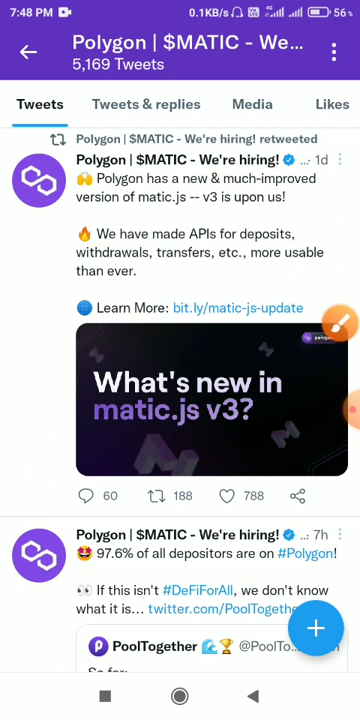 7:48 PM
0.1KB/s
4G
56%
Polygon | $MATIC - We...
5,169 Tweets
Tweets
Tweets & replies
Media
Likes
Polygon | $MATIC - We're hiring! retweeted
Polygon | $MATIC - We're hiring! ... · 1d
🙌 Polygon has a new & much-improved
version of matic.js -- v3 is upon us!
🔥 We have made APIs for deposits,
withdrawals, transfers, etc., more usable
than ever.
🌐 Learn More: bit.ly/matic-js-update
What's new in
matic.js v3?
60
188
788
Polygon | $MATIC - We're hiring! ... · 7h
🤩 97.6% of all depositors are on #Polygon!
👀 If this isn't #DeFiForAll, we don't know
what it is... twitter.com/PoolTogethe
PoolTogether 🌊🏆 @PoolTo...
So far: